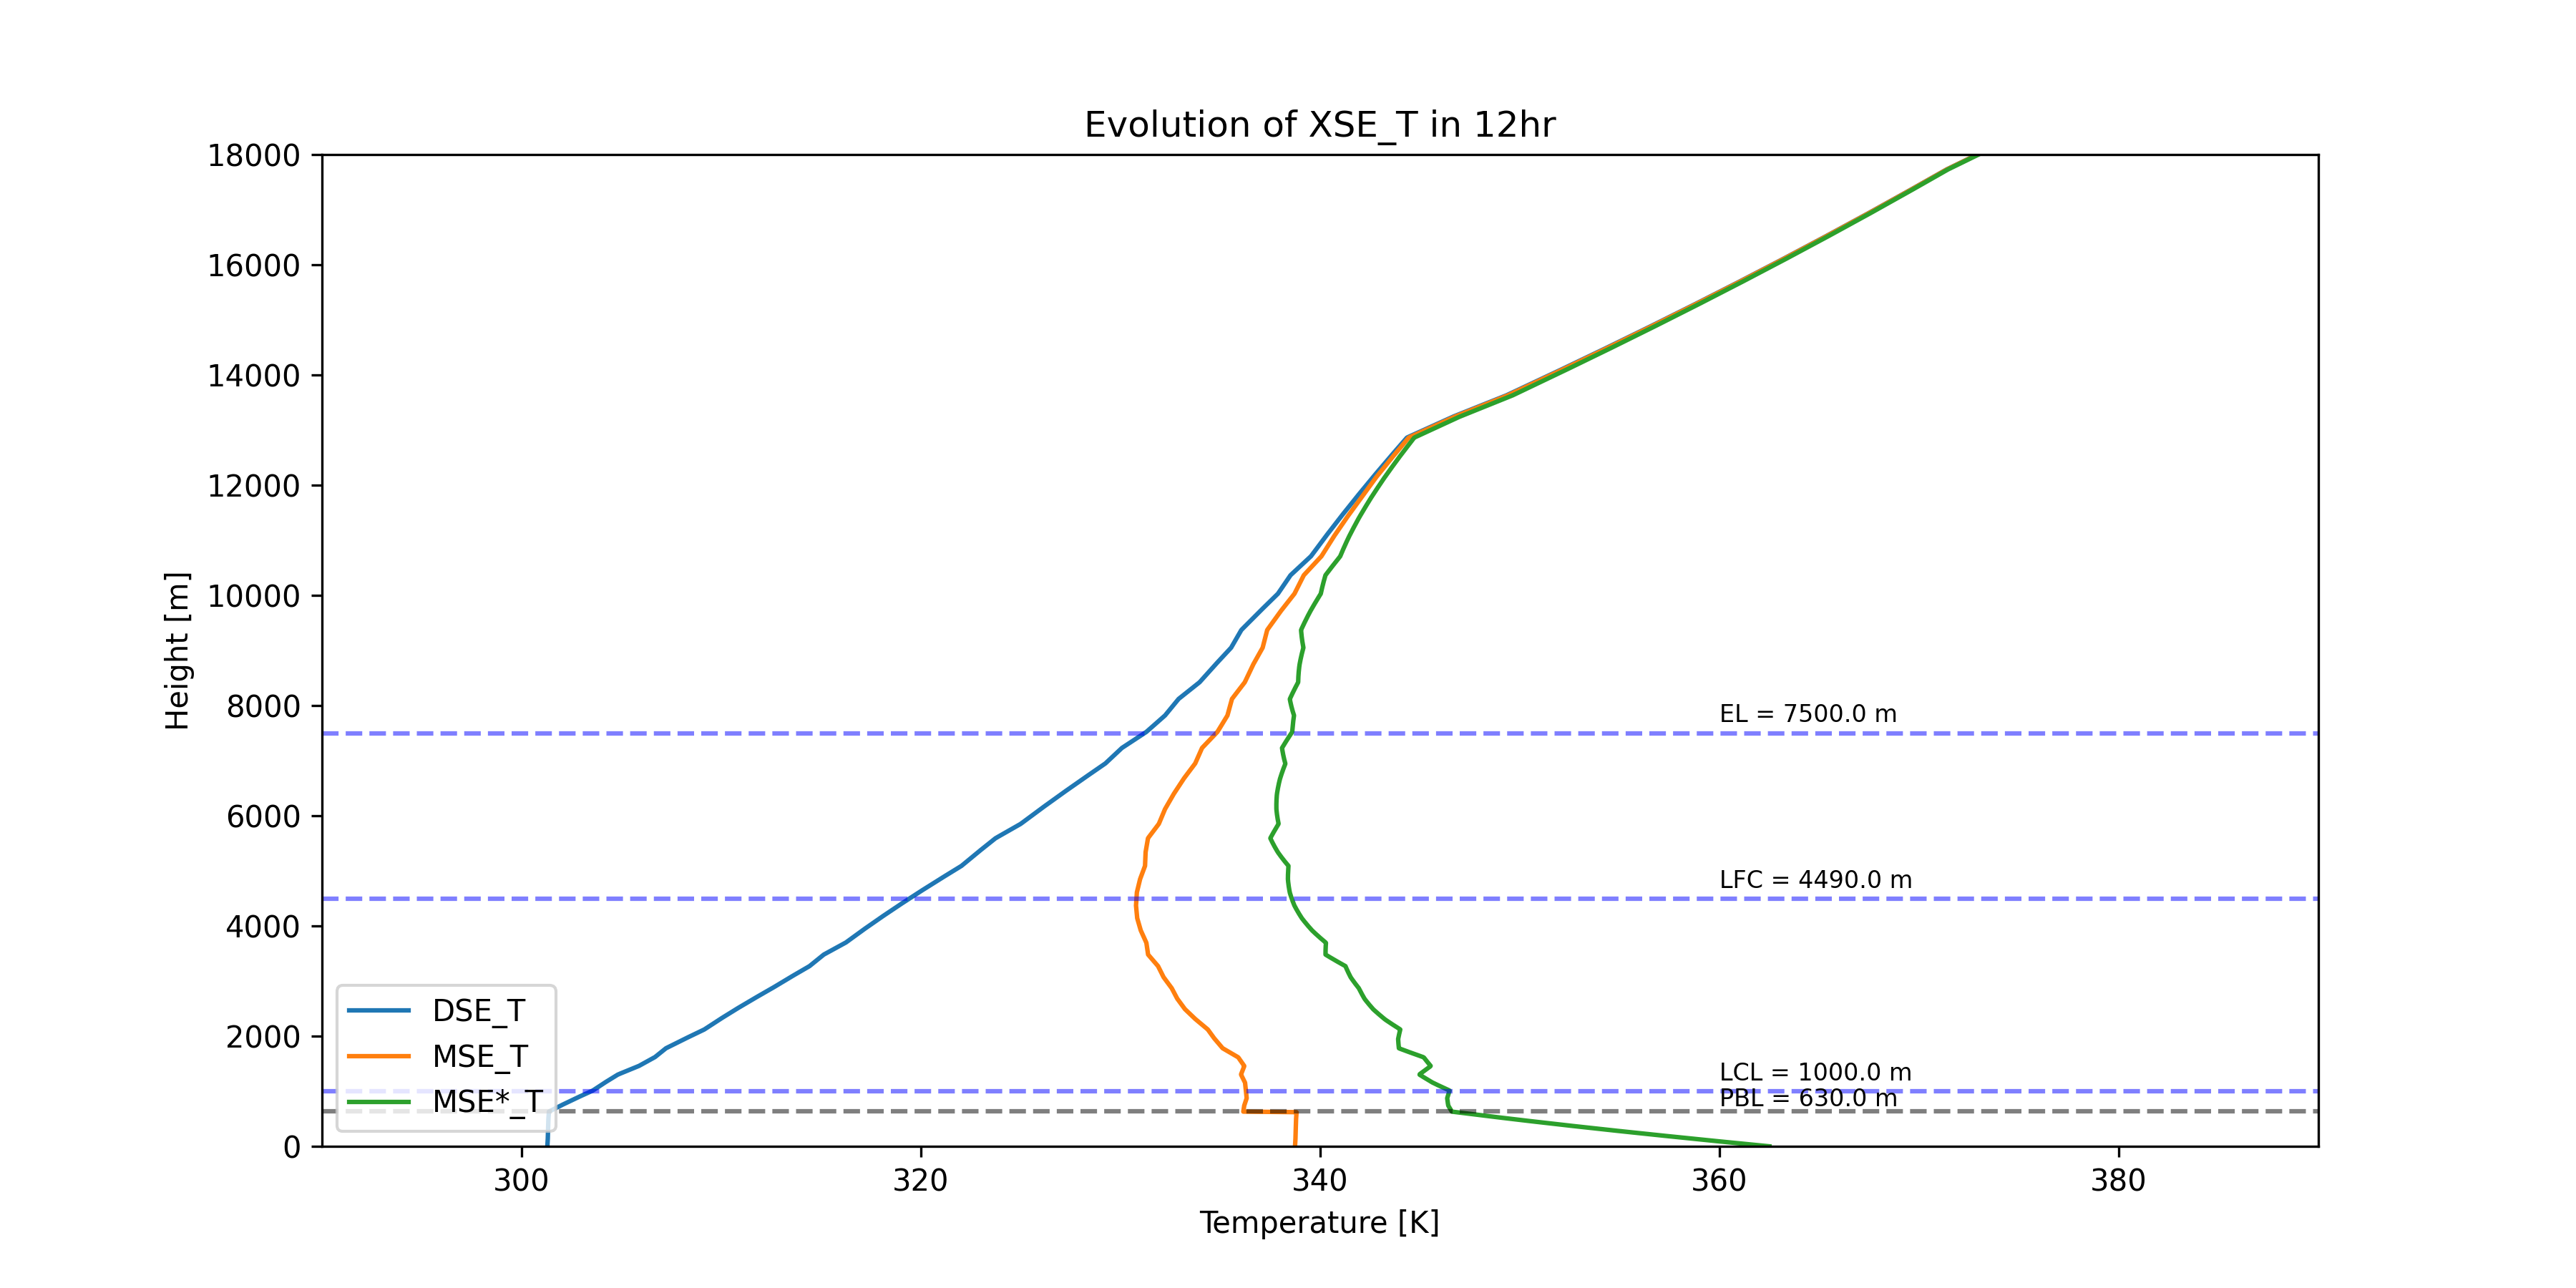 Evolution of XSE_T in 12hr
18000
16000
14000
12000
10000
8000
6000
4000
2000
0
Height [m]
EL = 7500.0 m
LFC = 4490.0 m
LCL = 1000.0 m
PBL = 630.0 m
DSE_T
MSE_T
MSE*_T
300
320
340
360
380
Temperature [K]